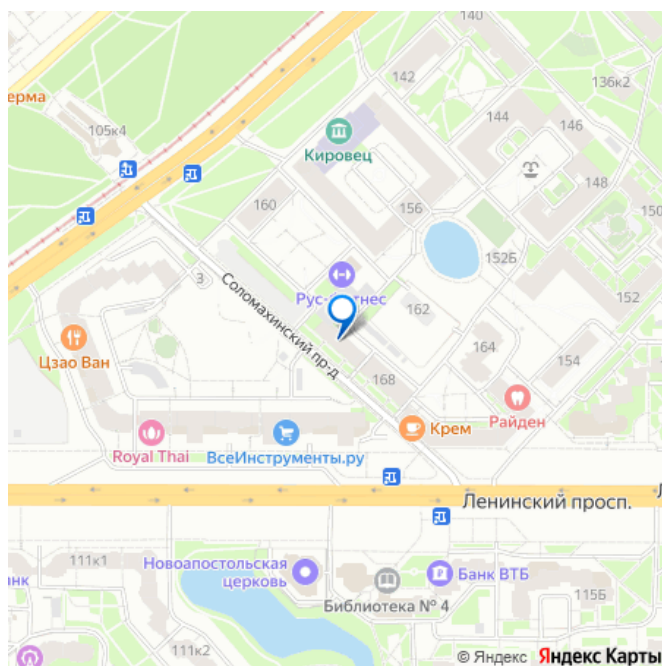 140
142
136к2
ерма
144
146
105к4
Кировец
148
160
156
150
152Б
3
Рус-Фитнес
Соломахинский пр-д
162
152
Цзао Ван
164
154
168
Райден
Крем
Royal Thai
ВсеИнструменты.ру
Ленинский просп.
Л
111к1
Новоапостольская
церковь
Банк ВТБ
нк
115Б
Библиотека № 4
111к2
© Яндекс Яндекс Карты